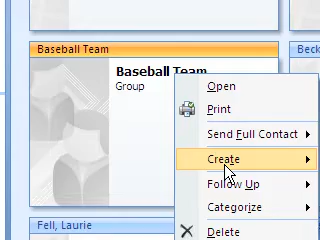 Baseball Team
Beck
Baseball Team
Group
Open
Print
Send Full Contact
Create
Follow Up
Categorize
Fell, Laurie
Delete